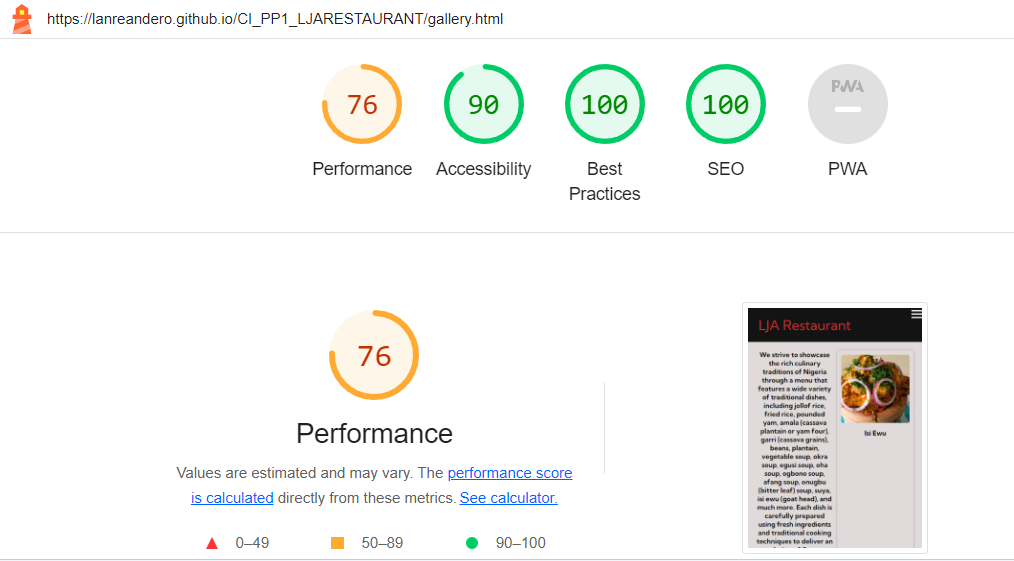 https://lanreandero.github.io/CI_PP1_LJARESTAURANT/gallery.html
76
90
100
100
PWA
Performance
Accessibility
Best
Practices
SEO
PWA
76
Performance
Values are estimated and may vary. The performance score
is calculated directly from these metrics. See calculator.
0–49
50–89
90–100
LJA Restaurant
We strive to showcase
the rich culinary
traditions of Nigeria
through a menu that
features a wide variety
of traditional dishes,
including jollof rice,
fried rice, pounded
yam, amala (cassava
plantain or yam four),
garri (cassava grains),
beans, plantain,
vegetable soup, okra
soup, egusi soup, oha
soup, ogbono soup,
afang soup, onugbu
(bitter leaf) soup, suya,
isi ewu (goat head), and
much more. Each dish is
carefully prepared
using fresh ingredients
and traditional cooking
techniques to deliver an
Isi Ewu